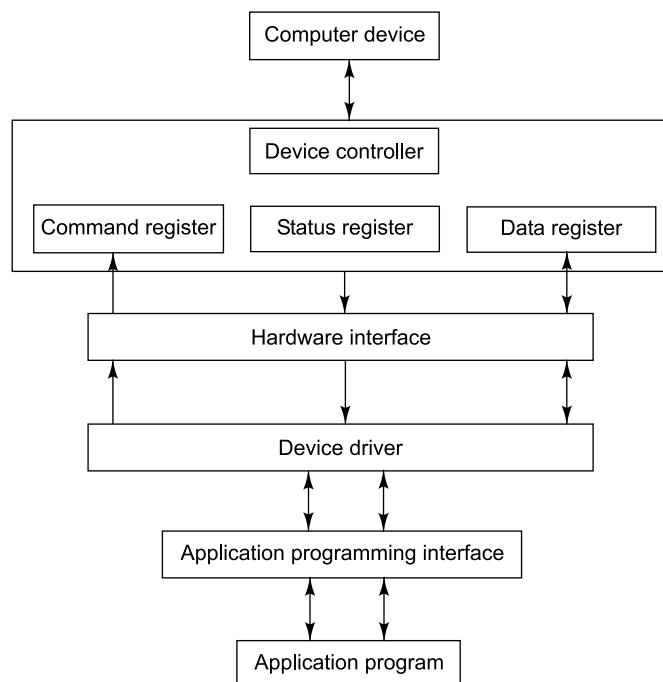 Computer device
Device controller
Command register
Status register
Data register
Hardware interface
Device driver
Application programming interface
Application program